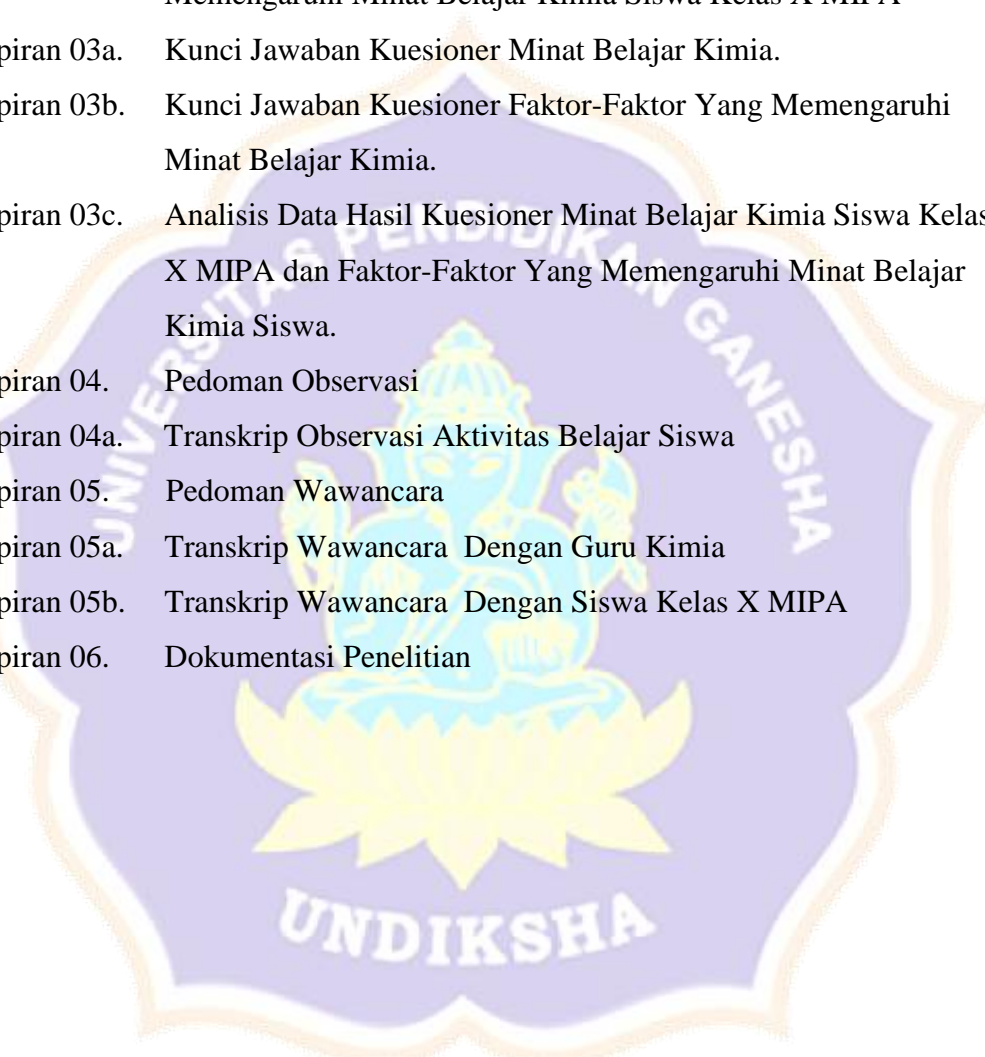 Memengaruhi Minat Belajar Kimia Siswa Kelas X MIPA
piran 03a. Kunci Jawaban Kuesioner Minat Belajar Kimia.
piran 03b. Kunci Jawaban Kuesioner Faktor-Faktor Yang Memengaruhi
Minat Belajar Kimia.
piran 03c. Analisis Data Hasil Kuesioner Minat Belajar Kimia Siswa Kelas
X MIPA dan Faktor-Faktor Yang Memengaruhi Minat Belajar
Kimia Siswa.
piran 04. Pedoman Observasi
piran 04a. Transkrip Observasi Aktivitas Belajar Siswa
piran 05. Pedoman Wawancara
piran 05a. Transkrip Wawancara Dengan Guru Kimia
piran 05b. Transkrip Wawancara Dengan Siswa Kelas X MIPA
piran 06. Dokumentasi Penelitian
UNIVERSITAS PENDIDIKAN GANESHA
UNDIKSHA